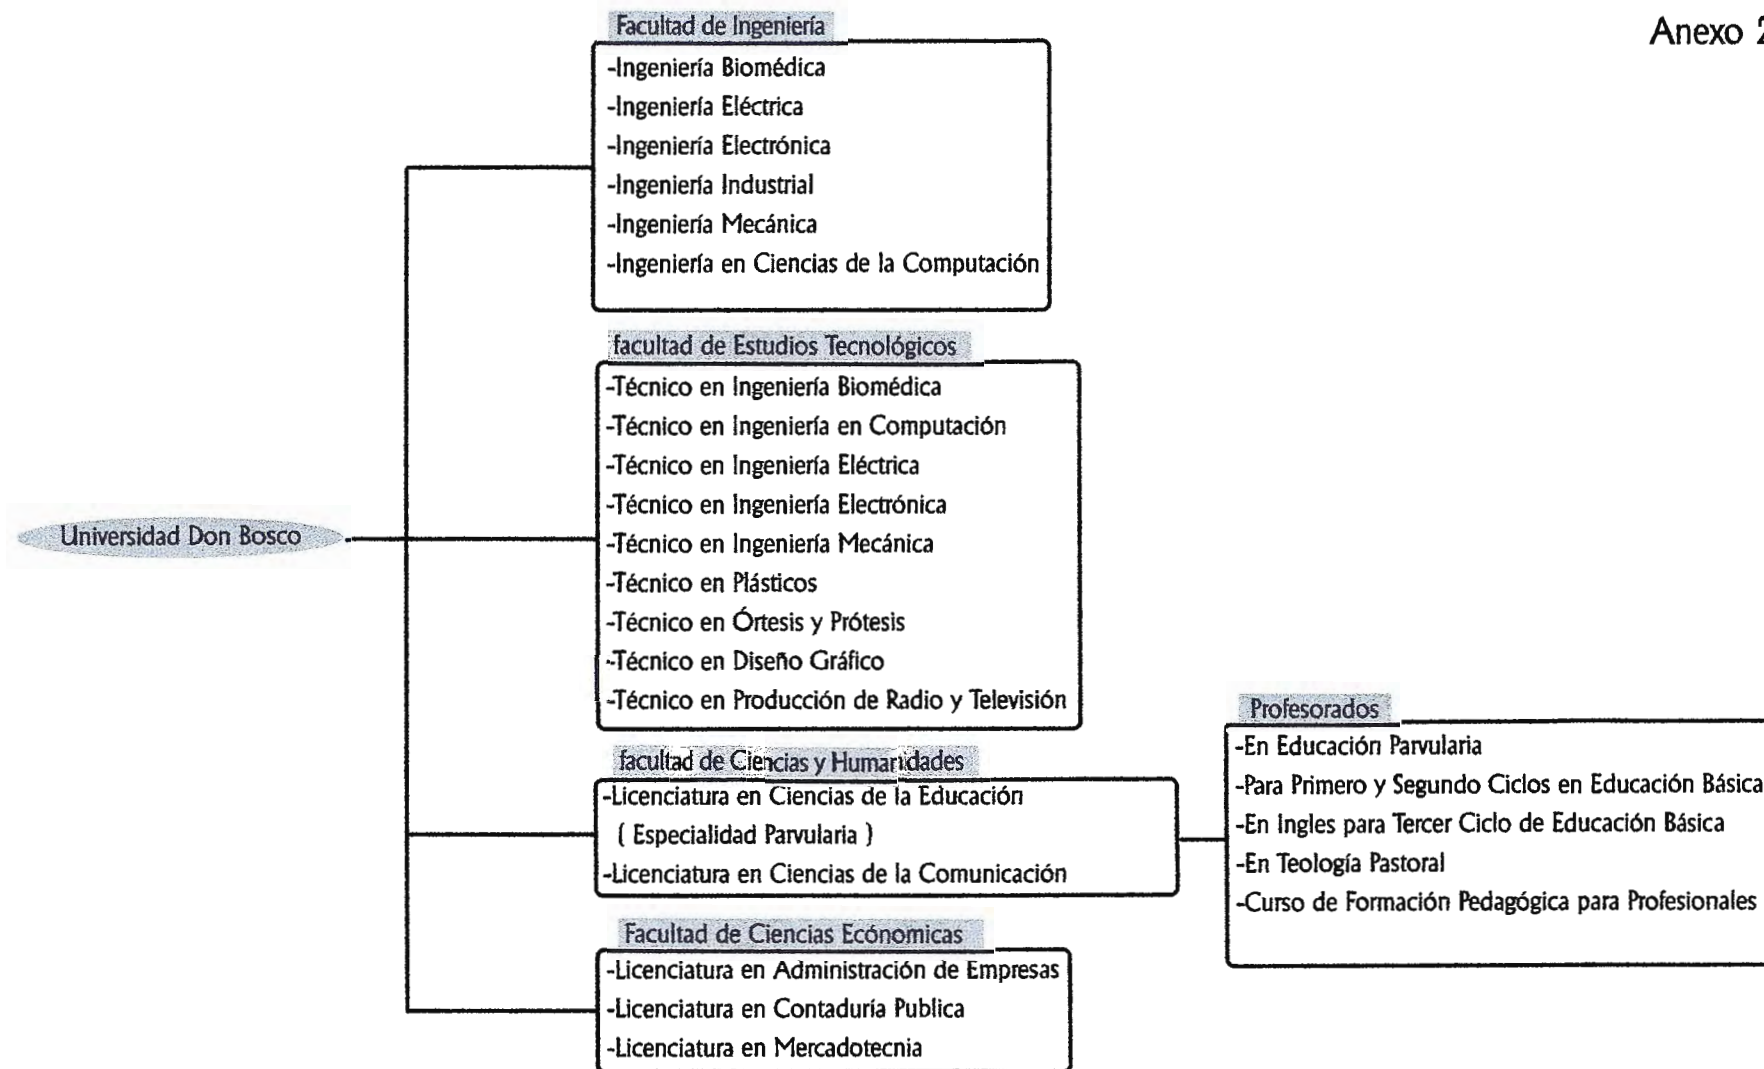 Anexo 2
Facultad de Ingeniería
-Ingeniería Biomédica
-Ingeniería Eléctrica
-Ingeniería Electrónica
-Ingeniería Industrial
-Ingeniería Mecánica
-Ingeniería en Ciencias de la Computación
facultad de Estudios Tecnológicos
-Técnico en Ingeniería Biomédica
-Técnico en Ingeniería en Computación
-Técnico en Ingeniería Eléctrica
-Técnico en Ingeniería Electrónica
-Técnico en Ingeniería Mecánica
-Técnico en Plásticos
-Técnico en Órtesis y Prótesis
-Técnico en Diseño Gráfico
-Técnico en Producción de Radio y Televisión
Universidad Don Bosco
facultad de Ciencias y Humanidades
-Licenciatura en Ciencias de la Educación
( Especialidad Parvularia )
-Licenciatura en Ciencias de la Comunicación
Profesorados
-En Educación Parvularia
-Para Primero y Segundo Ciclos en Educación Básica
-En Ingles para Tercer Ciclo de Educación Básica
-En Teología Pastoral
-Curso de Formación Pedagógica para Profesionales
Facultad de Ciencias Ecónomicas
-Licenciatura en Administración de Empresas
-Licenciatura en Contaduría Publica
-Licenciatura en Mercadotecnia